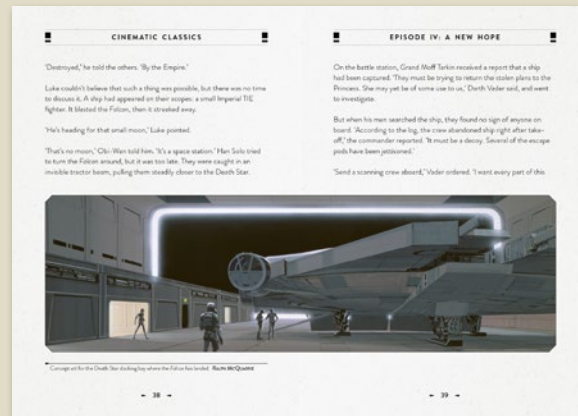 CINEMATIC CLASSICS
‘Destroyed,’ he told the others. ‘By the Empire.’
Luke couldn’t believe that such a thing was possible, but there was no time
to discuss it. A ship had appeared on their scopes: a small Imperial TIE
fighter. It blasted the Falcon, then it streaked away.
‘He’s heading for that small moon,’ Luke pointed.
‘That’s no moon,’ Obi-Wan told him. ‘It’s a space station.’ Han Solo tried
to turn the Falcon around, but it was too late. They were caught in an
invisible tractor beam, pulling them steadily closer to the Death Star.
EPISODE IV: A NEW HOPE
On the battle station, Grand Moff Tarkin received a report that a ship
had been captured. ‘They must be trying to return the stolen plans to the
Princess. She may yet be of some use to us,’ Darth Vader said, and went
to investigate.
But when his men searched the ship, they found no sign of anyone on
board. ‘According to the log, the crew abandoned ship right after take-
off,’ the commander reported. ‘It must be a decoy. Several of the escape
pods have been jettisoned.’
‘Send a scanning crew aboard,’ Vader ordered. ‘I want every part of this
Concept art for the Death Star docking bay where the Falcon has landed. RALPH MCQUARRIE
38
39